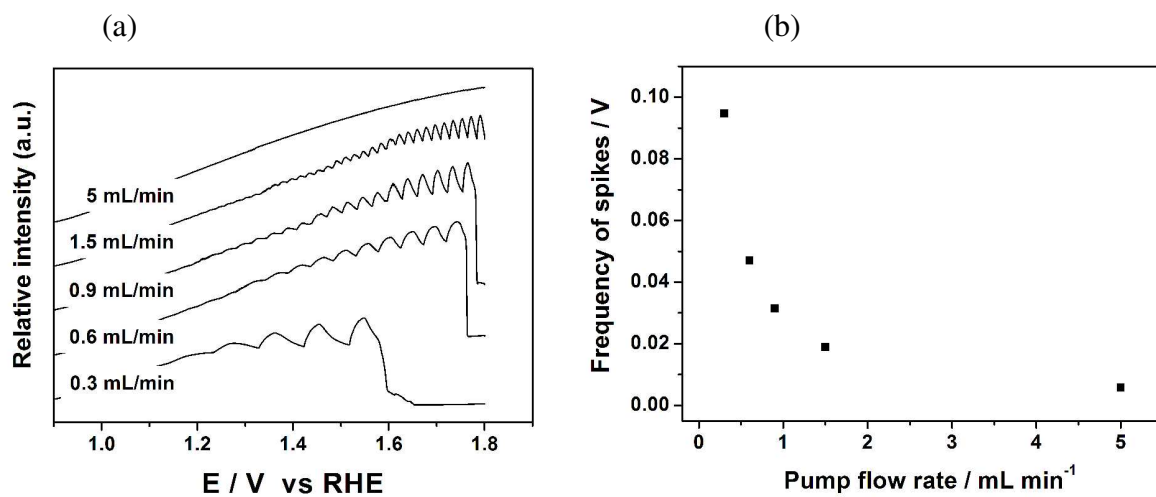 (a)
Relative intensity (a.u.)
5 mL/min
1.5 mL/min
0.9 mL/min
0.6 mL/min
0.3 mL/min
1.0 1.2 1.4 1.6 1.8
E / V vs RHE
(b)
Frequency of spikes / V
0.10
0.08
0.06
0.04
0.02
0.00
0 1 2 3 4 5
Pump flow rate / mL min⁻¹